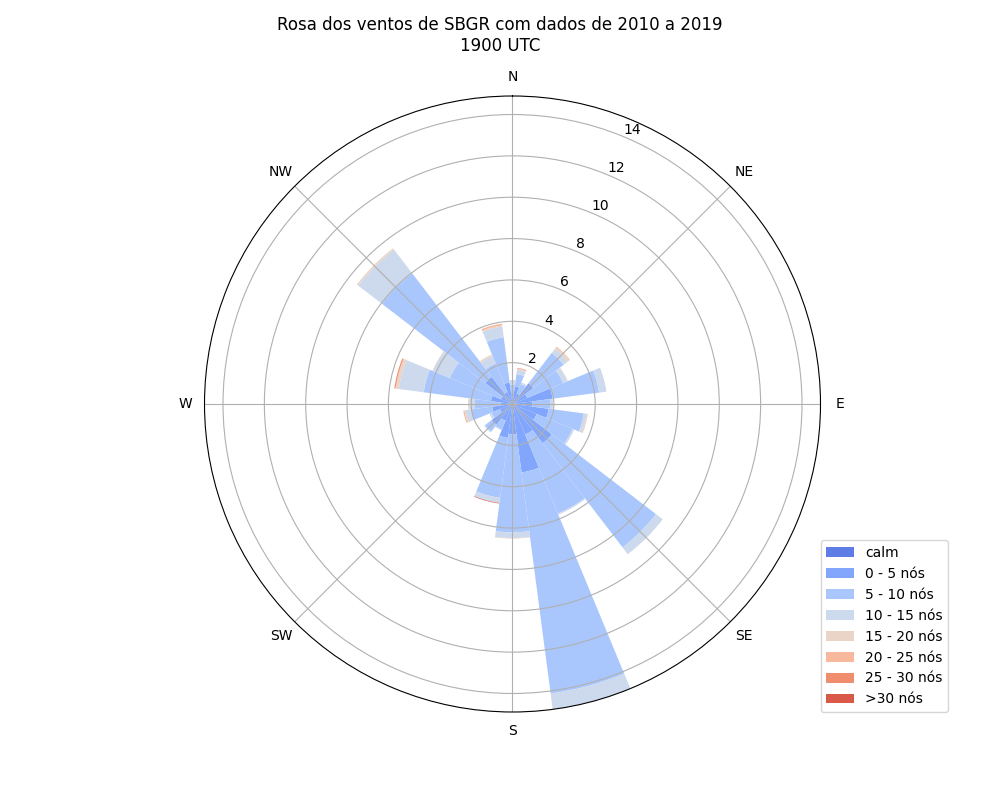 Rosa dos ventos de SBGR com dados de 2010 a 2019
1900 UTC
N
NW
NE
14
12
10
8
6
4
2
W
E
SW
SE
S
calm
0 - 5 nós
5 - 10 nós
10 - 15 nós
15 - 20 nós
20 - 25 nós
25 - 30 nós
>30 nós